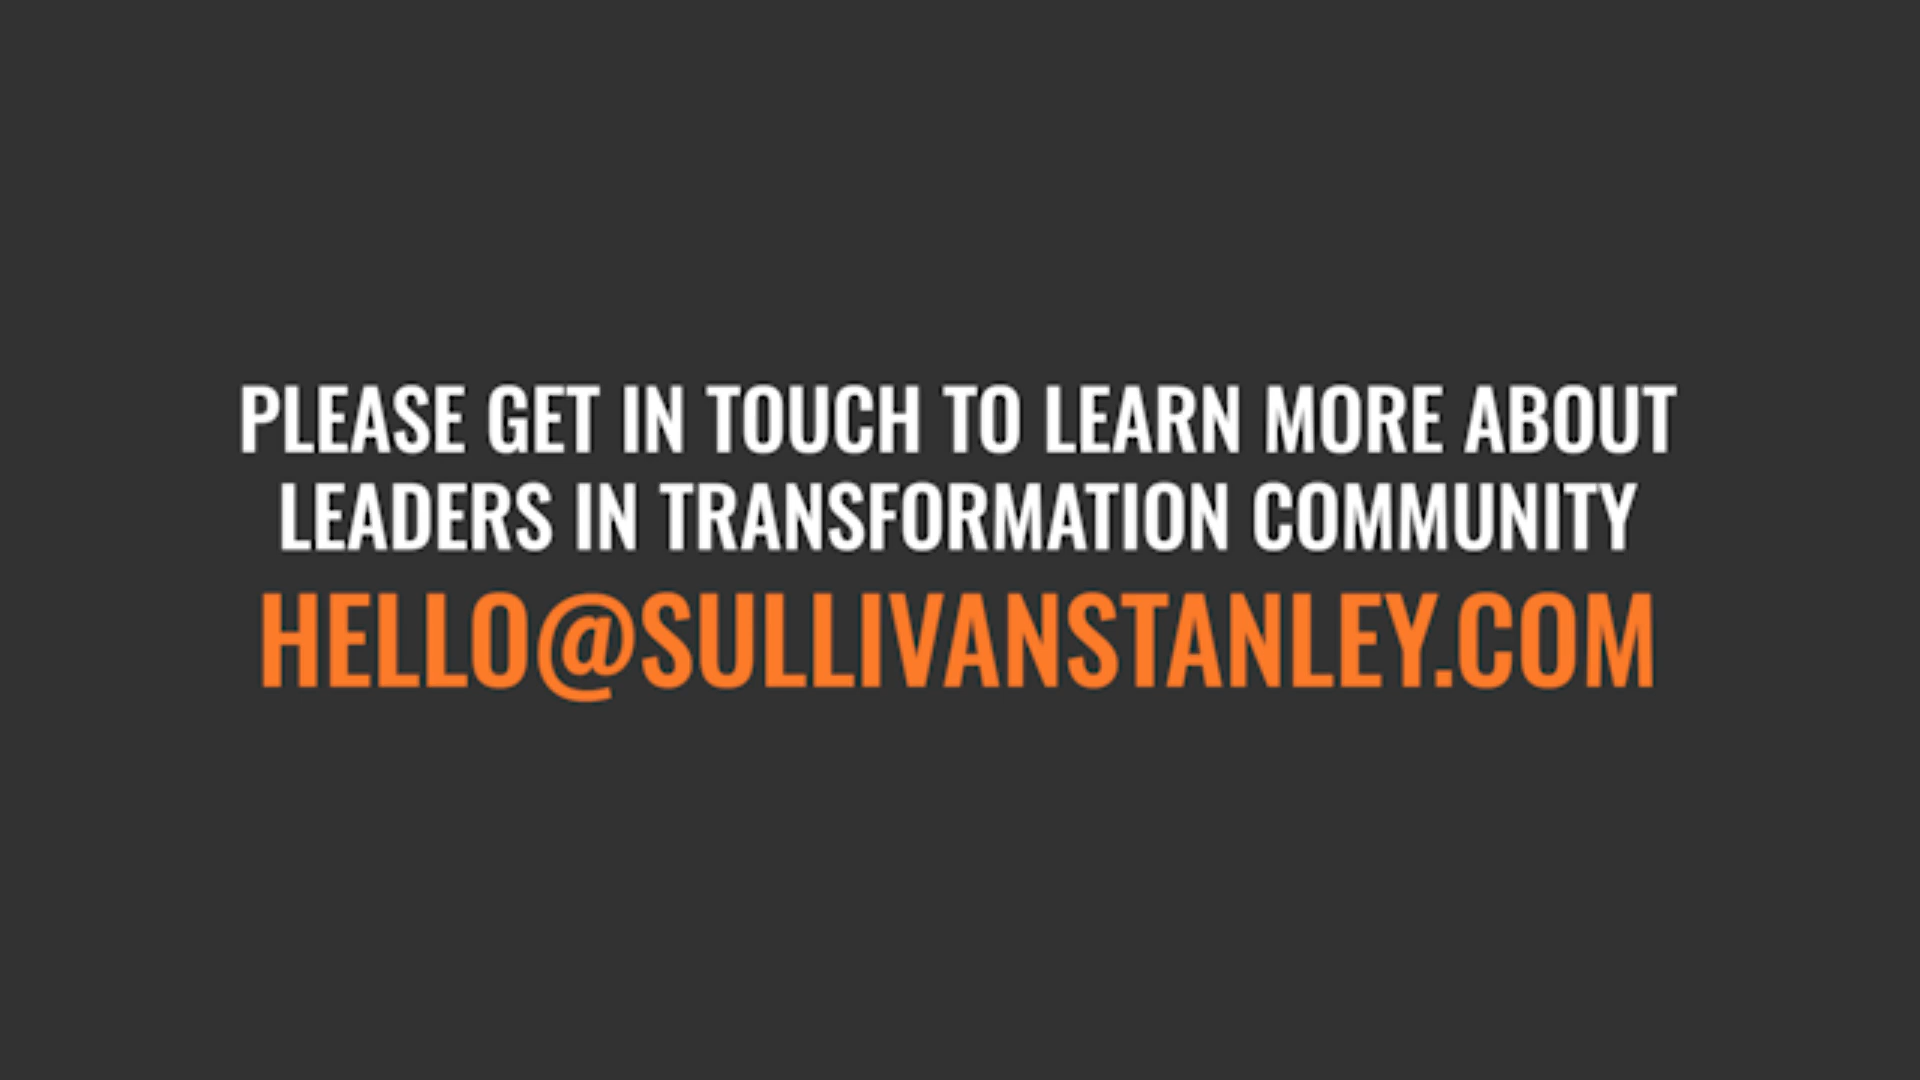 PLEASE GET IN TOUCH TO LEARN MORE ABOUT
LEADERS IN TRANSFORMATION COMMUNITY
HELLO@SULLIVANSTANLEY.COM